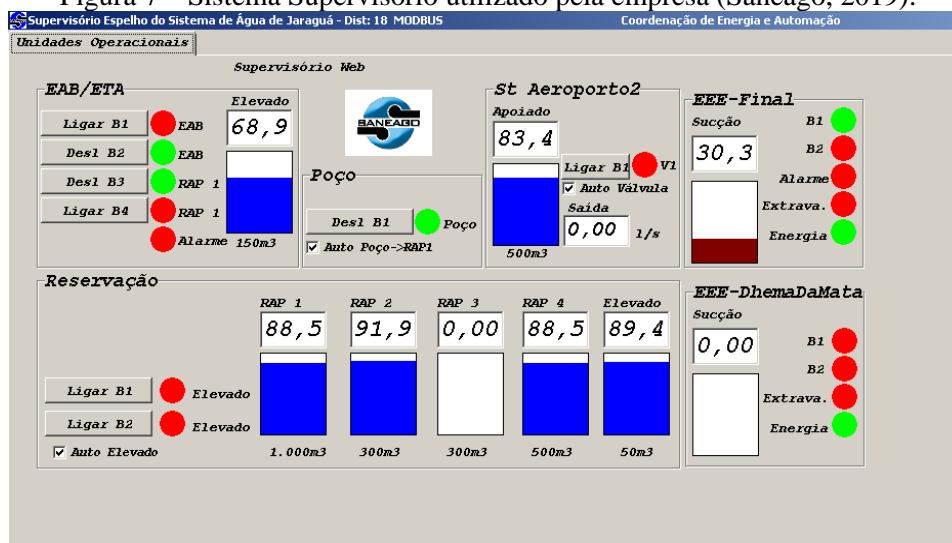 Figura 7 – Sistema Supervisório utilizado pela empresa (Saneago, 2019).
Supervisório Espelho do Sistema de Água de Jaraguá - Dist: 18 MODBUS
Coordenação de Energia e Automação
Unidades Operacionais
Supervisório Web
EAB/ETA
Elevado
Ligar B1
EAB
68,9
Desl B2
EAB
Desl B3
RAP 1
Ligar B4
RAP 1
Alarme
150m3
SANEAGO
Poço
Desl B1
Poço
Auto Poço->RAP1
St Aeroporto2
Apoiado
83,4
Ligar B1
V1
Auto Válvula
Saída
0,00 l/s
500m3
EEE-Final
Sucção
B1
30,3
B2
Alarme
Extrava.
Energia
Reservação
RAP 1
RAP 2
RAP 3
RAP 4
Elevado
88,5
91,9
0,00
88,5
89,4
Ligar B1
Elevado
Ligar B2
Elevado
Auto Elevado
1.000m3
300m3
300m3
500m3
50m3
EEE-DhemaDaMata
Sucção
0,00
B1
B2
Extrava.
Energia